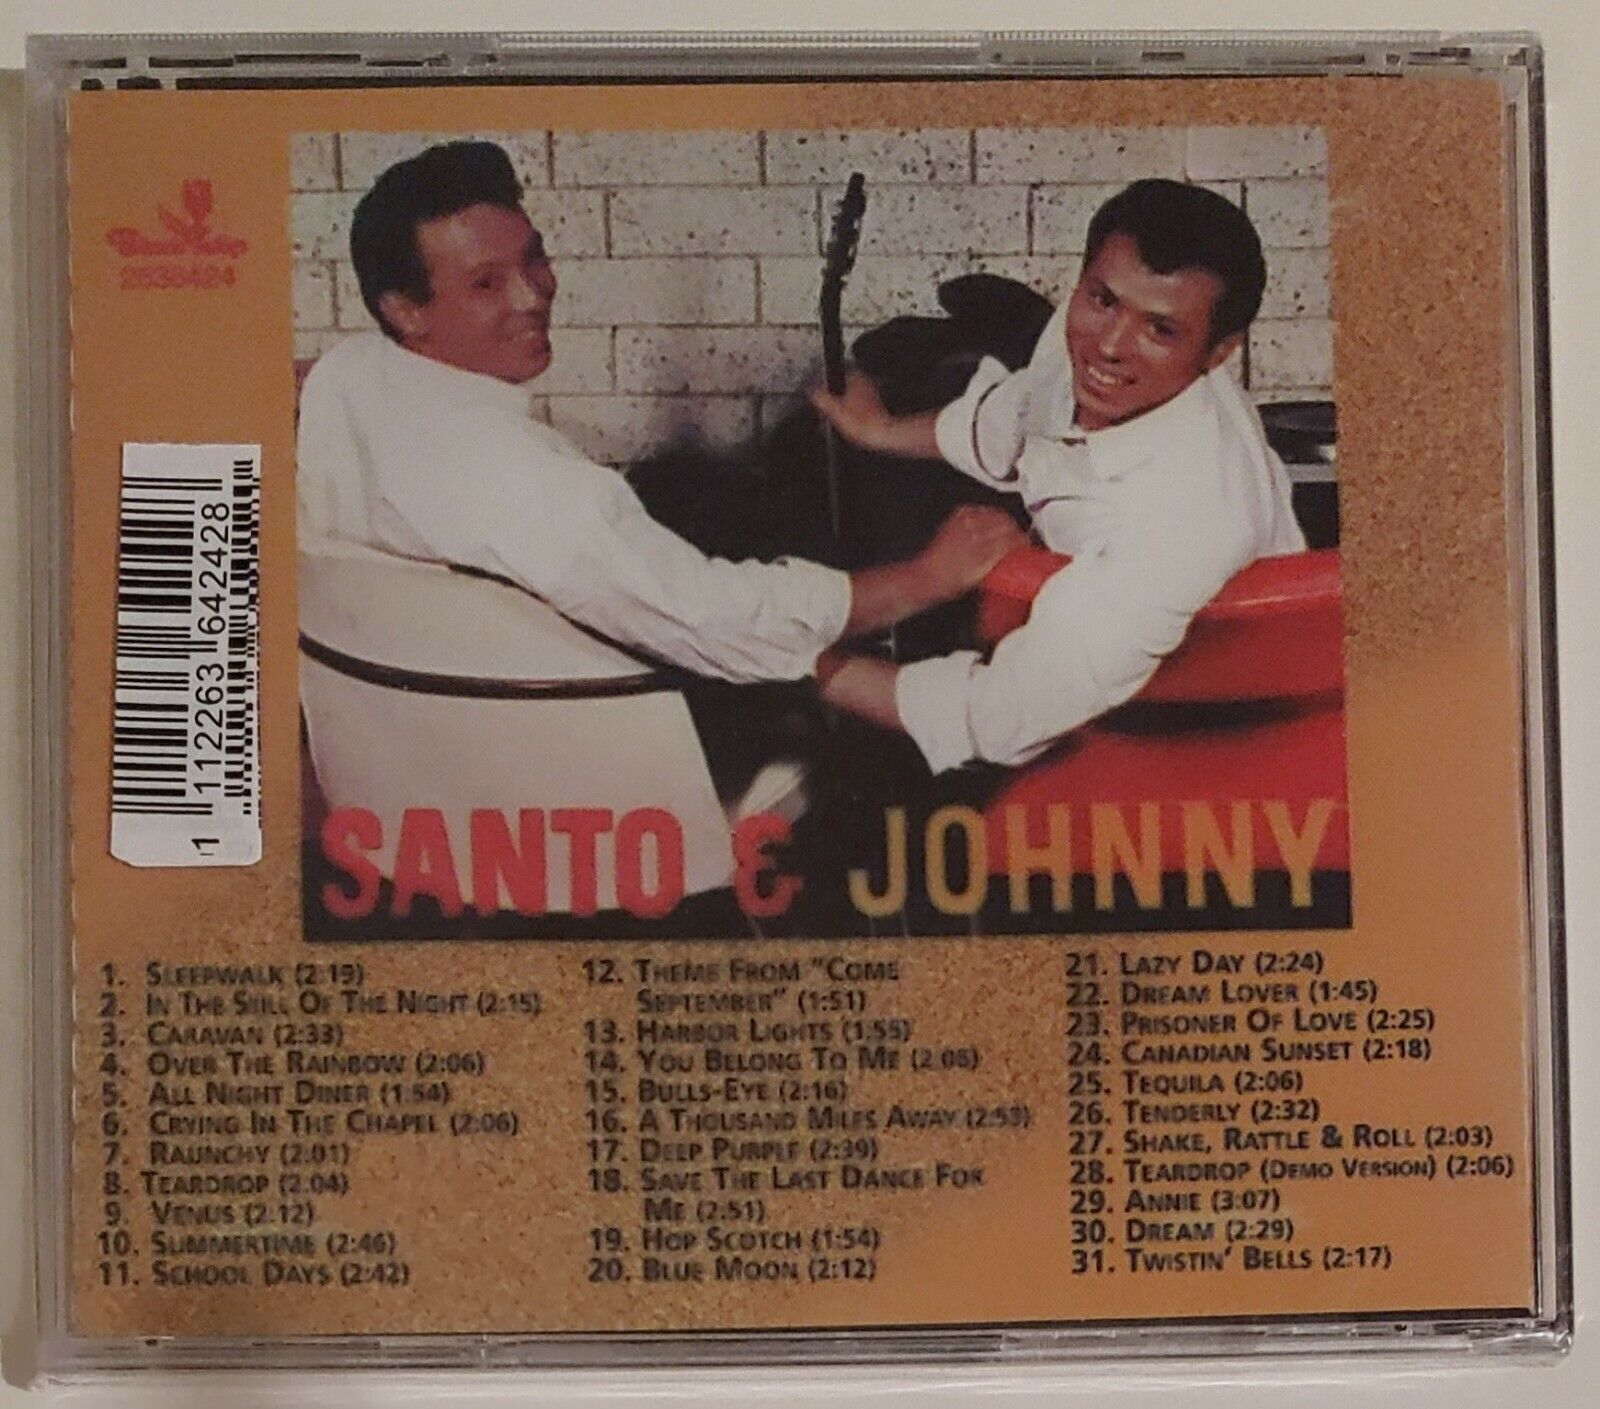 2836424
1 12263 64242 8
SANTO & JOHNNY
1. SLEEPWALK (2:19)
2. IN THE STILL OF THE NIGHT (2:15)
3. CARAVAN (2:33)
4. OVER THE RAINBOW (2:06)
5. ALL NIGHT DINER (1:54)
6. CRYING IN THE CHAPEL (2:06)
7. RAUNCHY (2:01)
8. TEARDROP (2:04)
9. VENUS (2:12)
10. SUMMERTIME (2:46)
11. SCHOOL DAYS (2:42)
12. THEME FROM "COME
SEPTEMBER" (1:51)
13. HARBOR LIGHTS (1:55)
14. YOU BELONG TO ME (2:06)
15. BULLS-EYE (2:16)
16. A THOUSAND MILES AWAY (2:53)
17. DEEP PURPLE (2:39)
18. SAVE THE LAST DANCE FOR
ME (2:51)
19. HOP SCOTCH (1:54)
20. BLUE MOON (2:12)
21. LAZY DAY (2:24)
22. DREAM LOVER (1:45)
23. PRISONER OF LOVE (2:25)
24. CANADIAN SUNSET (2:18)
25. TEQUILA (2:06)
26. TENDERLY (2:32)
27. SHAKE, RATTLE & ROLL (2:03)
28. TEARDROP (DEMO VERSION) (2:06)
29. ANNIE (3:07)
30. DREAM (2:29)
31. TWISTIN' BELLS (2:17)